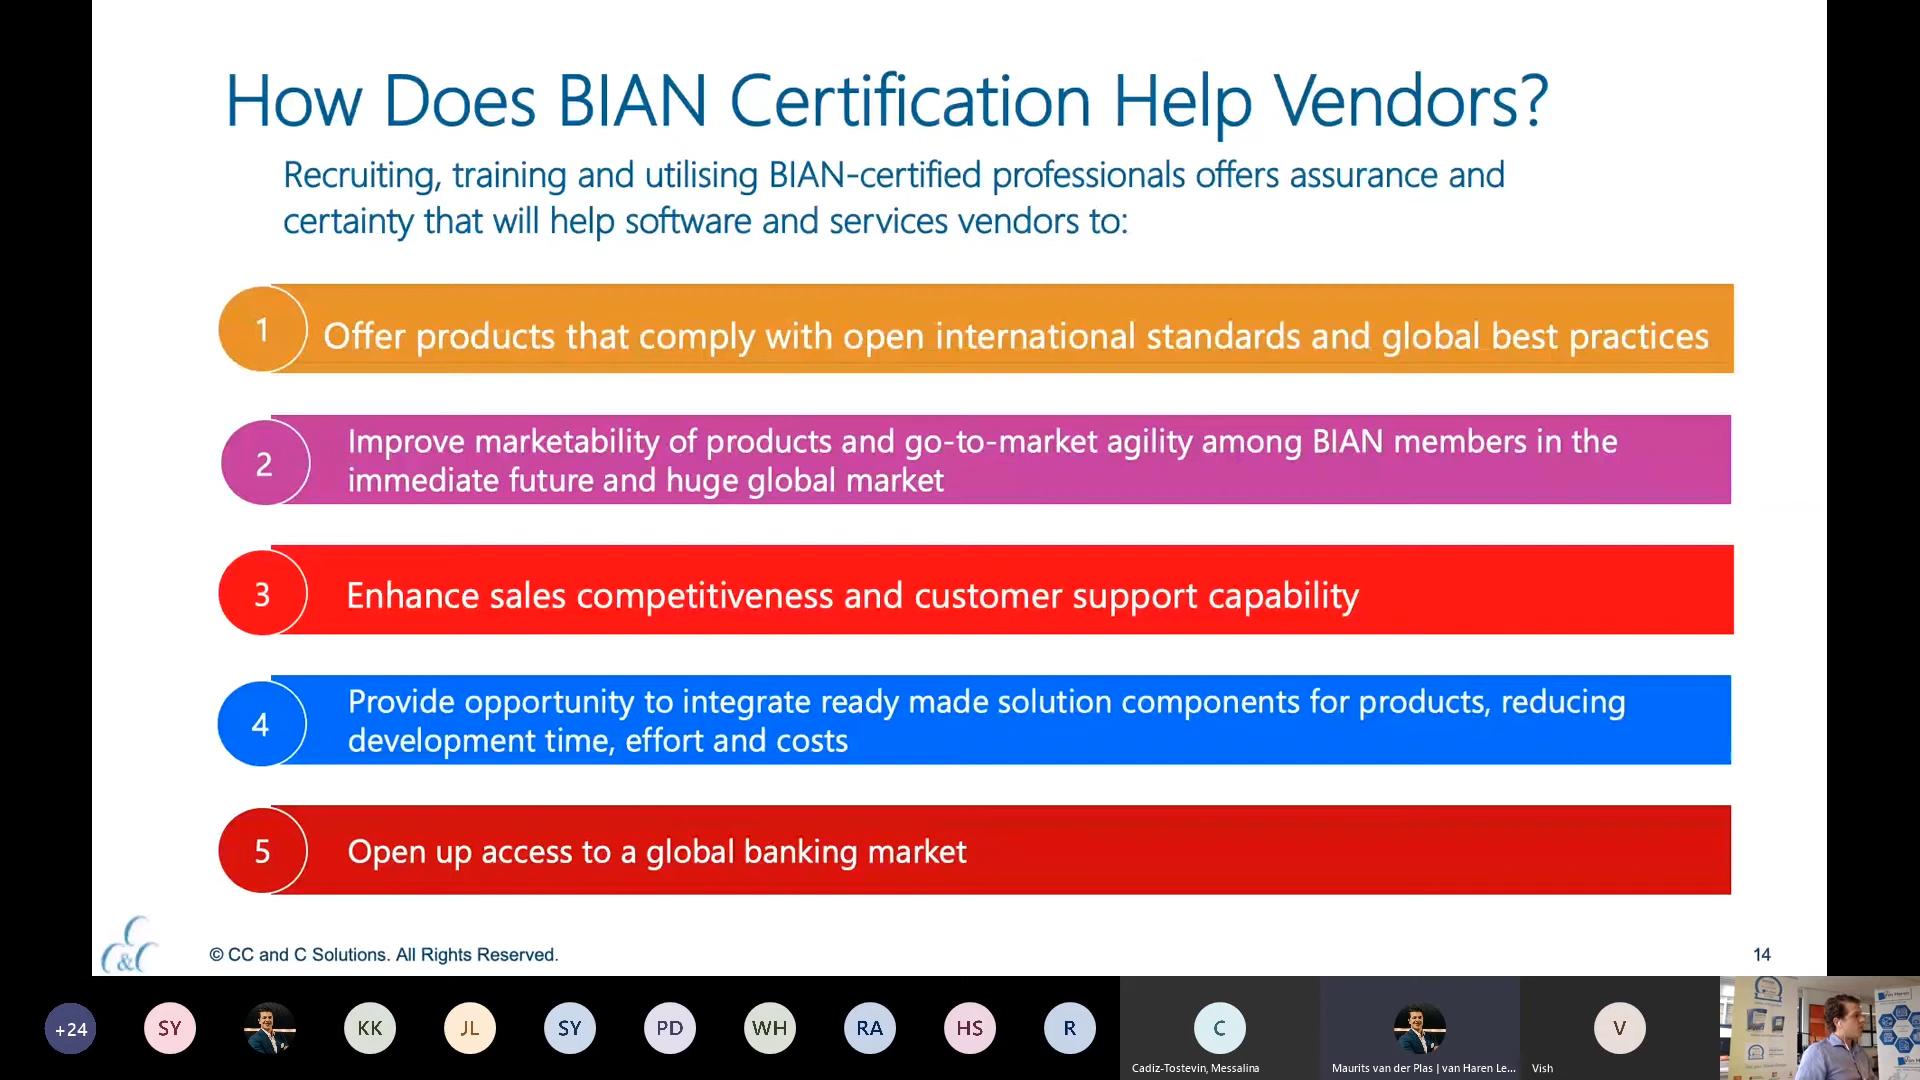 How Does BIAN Certification Help Vendors?
Recruiting, training and utilising BIAN-certified professionals offers assurance and
certainty that will help software and services vendors to:
1
Offer products that comply with open international standards and global best practices
2
Improve marketability of products and go-to-market agility among BIAN members in the
immediate future and huge global market
3
Enhance sales competitiveness and customer support capability
4
Provide opportunity to integrate ready made solution components for products, reducing
development time, effort and costs
5
Open up access to a global banking market
C
C&C
© CC and C Solutions. All Rights Reserved.
14
+24
SY
KK
JL
SY
PD
WH
RA
HS
R
C
V
Cadiz-Tostevin, Messalina
Maurits van der Plas | van Haren Le...
Vish